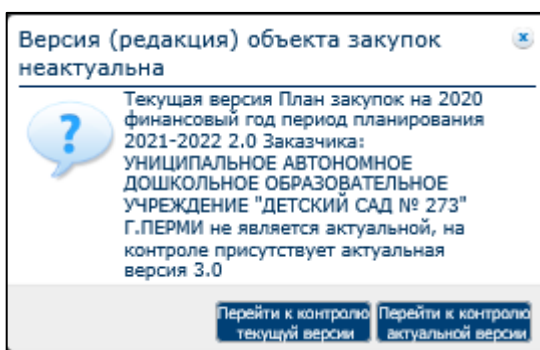 Версия (редакция) объекта закупок
неактуальна
Текущая версия План закупок на 2020
финансовый год период планирования
2021-2022 2.0 Заказчика:
УНИЦИПАЛЬНОЕ АВТОНОМНОЕ
ДОШКОЛЬНОЕ ОБРАЗОВАТЕЛЬНОЕ
УЧРЕЖДЕНИЕ "ДЕТСКИЙ САД № 273"
Г.ПЕРМИ не является актуальной, на
контроле присутствует актуальная
версия 3.0
Перейти к контролю
текущуй версии
Перейти к контролю
актуальной версии